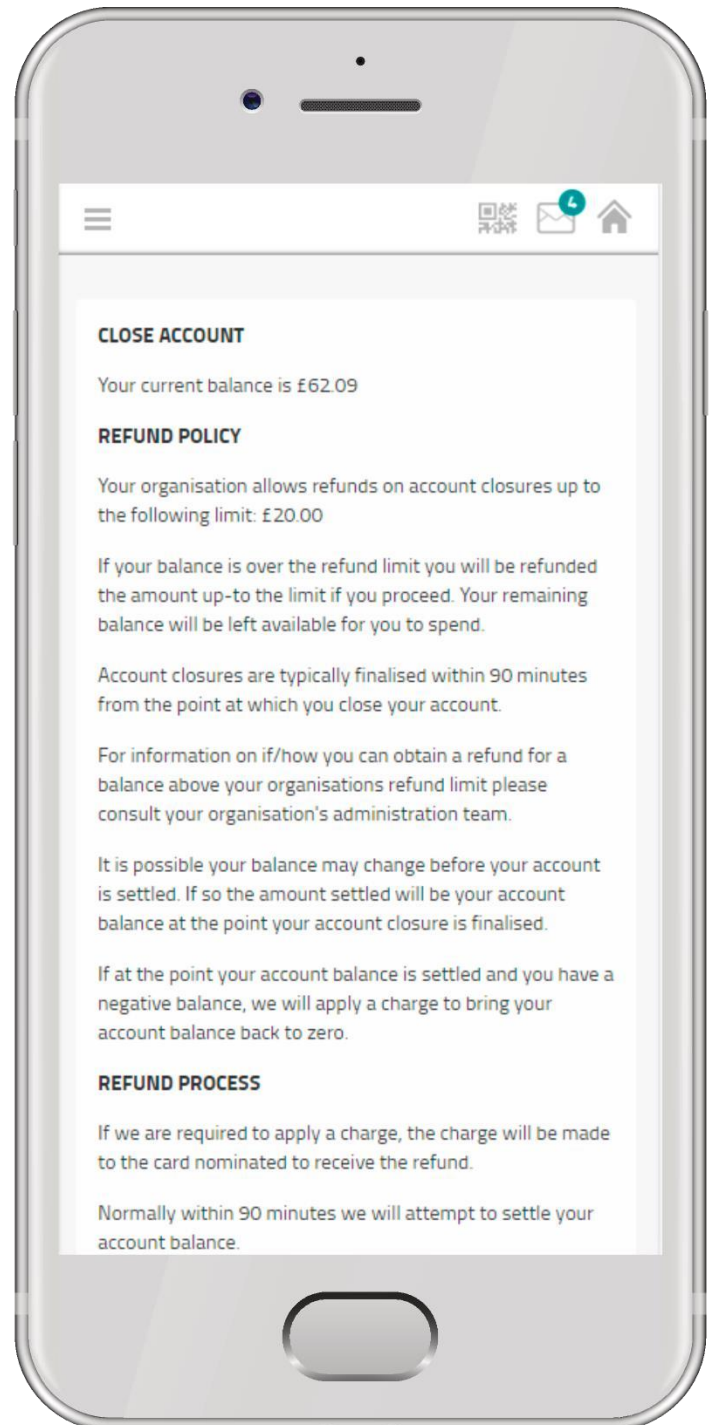 4
CLOSE ACCOUNT
Your current balance is £62.09
REFUND POLICY
Your organisation allows refunds on account closures up to
the following limit: £20.00
If your balance is over the refund limit you will be refunded
the amount up-to the limit if you proceed. Your remaining
balance will be left available for you to spend.
Account closures are typically finalised within 90 minutes
from the point at which you close your account.
For information on if/how you can obtain a refund for a
balance above your organisations refund limit please
consult your organisation's administration team.
It is possible your balance may change before your account
is settled. If so the amount settled will be your account
balance at the point your account closure is finalised.
If at the point your account balance is settled and you have a
negative balance, we will apply a charge to bring your
account balance back to zero.
REFUND PROCESS
If we are required to apply a charge, the charge will be made
to the card nominated to receive the refund.
Normally within 90 minutes we will attempt to settle your
account balance.